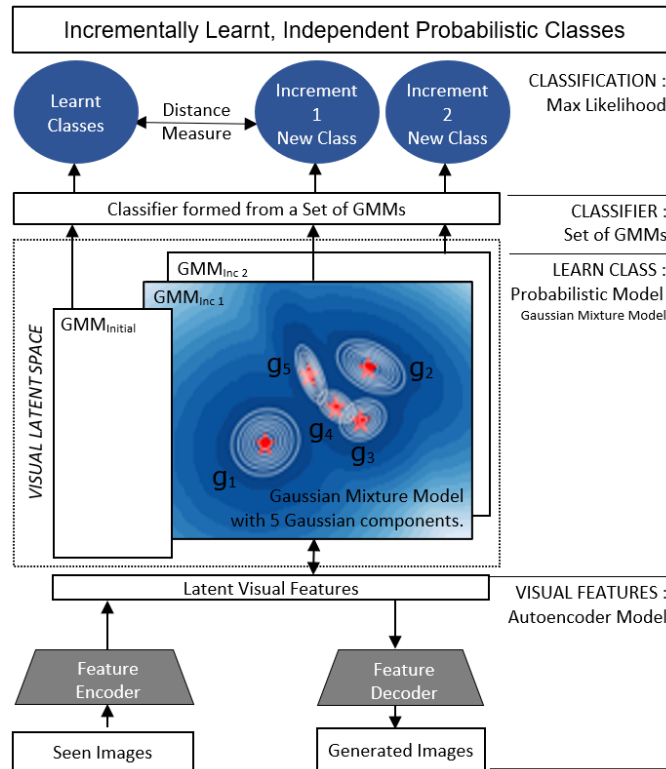 Incrementally Learnt, Independent Probabilistic Classes
Learnt
Classes
Distance
Measure
Increment
1
New Class
Increment
2
New Class
CLASSIFICATION :
Max Likelihood
Classifier formed from a Set of GMMs
CLASSIFIER :
Set of GMMs
LEARN CLASS :
Probabilistic Model
Gaussian Mixture Model
VISUAL LATENT SPACE
GMMInc 2
GMMInc 1
GMMInitial
g5
g2
g4
g3
g1
Gaussian Mixture Model
with 5 Gaussian components.
Latent Visual Features
VISUAL FEATURES :
Autoencoder Model
Feature
Encoder
Feature
Decoder
Seen Images
Generated Images